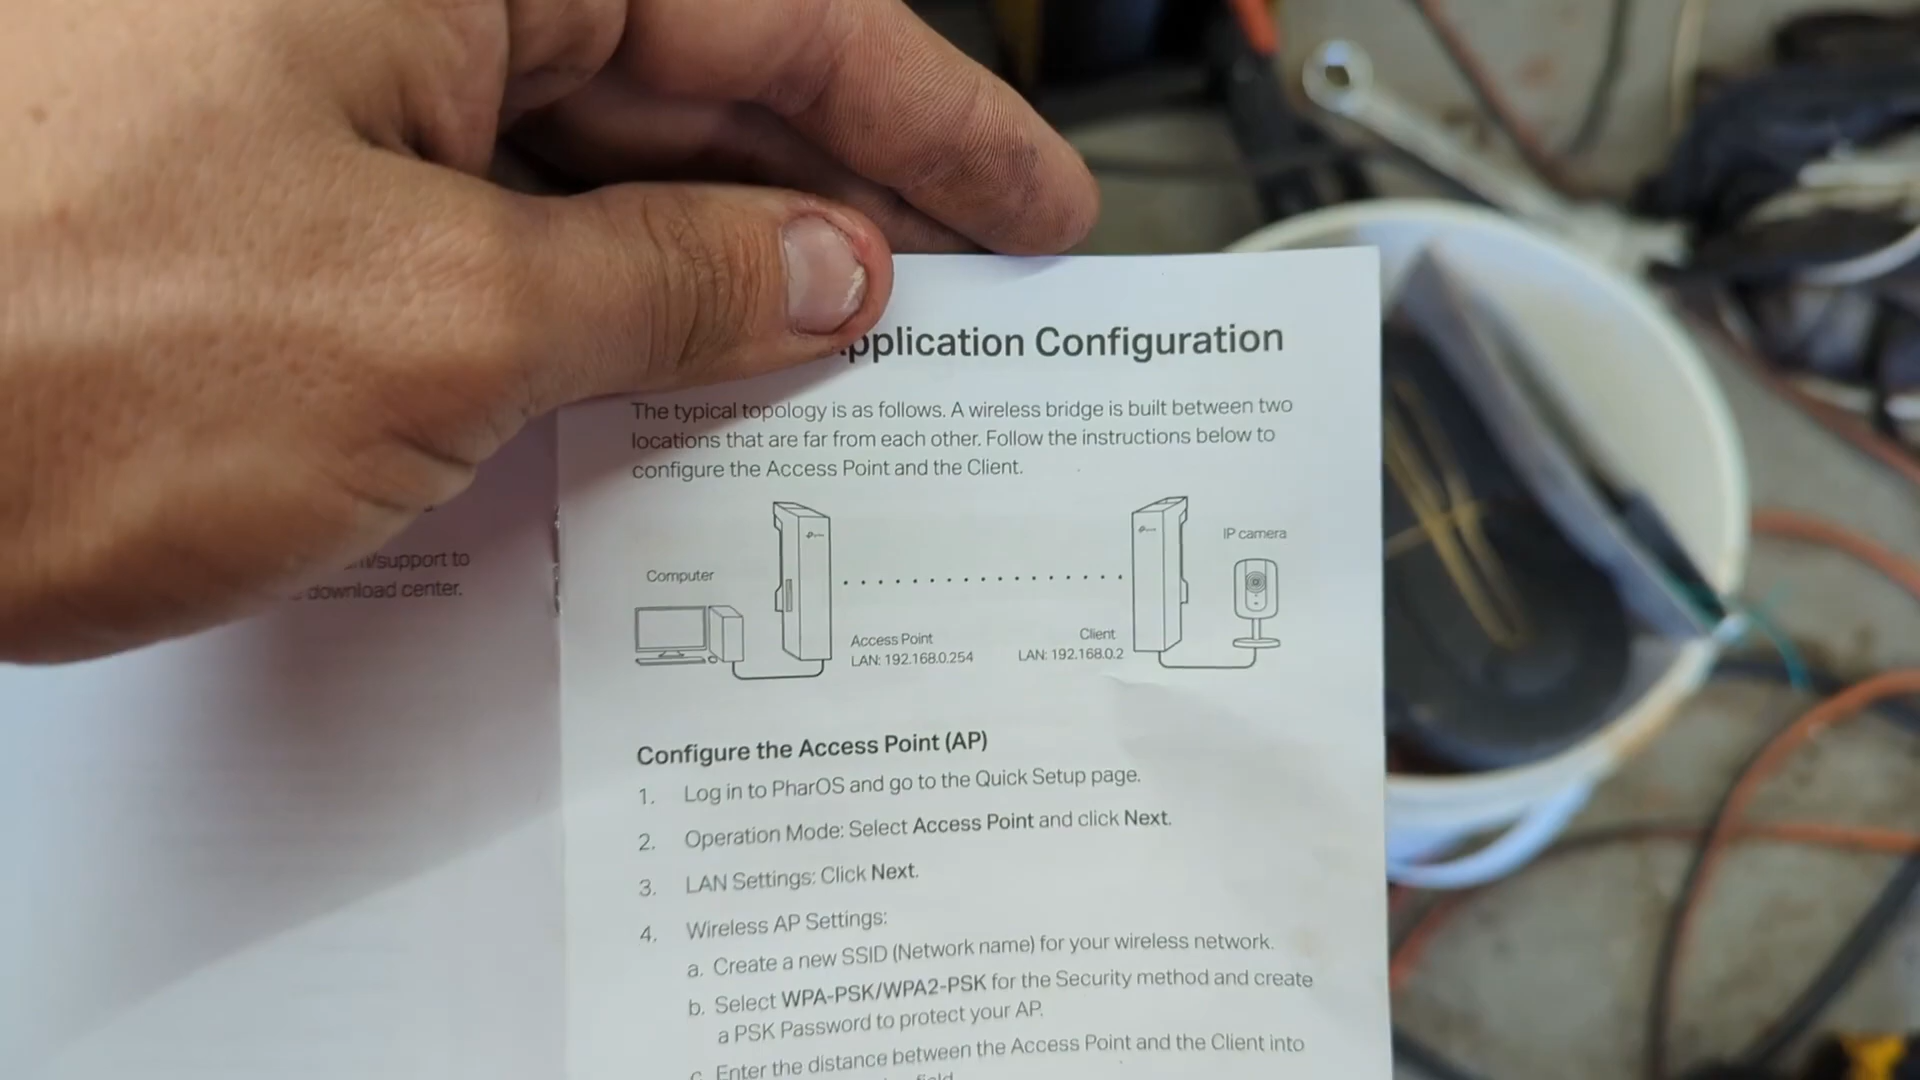 pplication Configuration
The typical topology is as follows. A wireless bridge is built between two
locations that are far from each other. Follow the instructions below to
configure the Access Point and the Client.
/support to
download center.
IP camera
Computer
Access Point
LAN: 192.168.0.254
Client
LAN: 192.168.0.2
Configure the Access Point (AP)
1. Log in to PharOS and go to the Quick Setup page.
2. Operation Mode: Select Access Point and click Next.
3. LAN Settings: Click Next.
4. Wireless AP Settings:
a. Create a new SSID (Network name) for your wireless network.
b. Select WPA-PSK/WPA2-PSK for the Security method and create
a PSK Password to protect your AP.
c. Enter the distance between the Access Point and the Client into
field